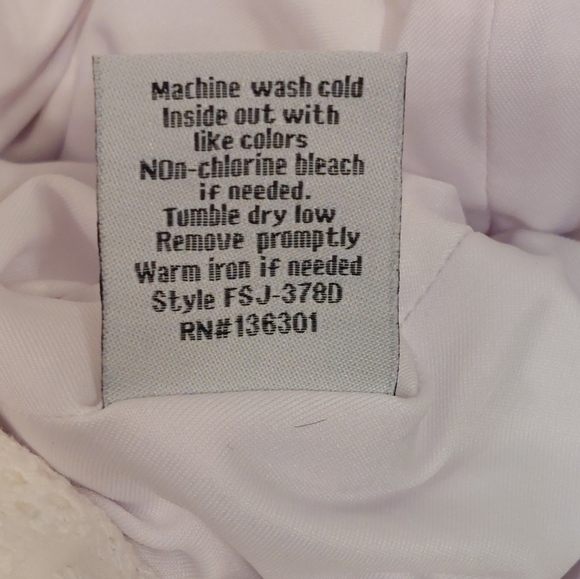 Machine wash cold
Inside out with
like colors
NOn-chlorine bleach
if needed.
Tumble dry low
Remove promptly
Warm iron if needed
Style FSJ-378D
RN#136301